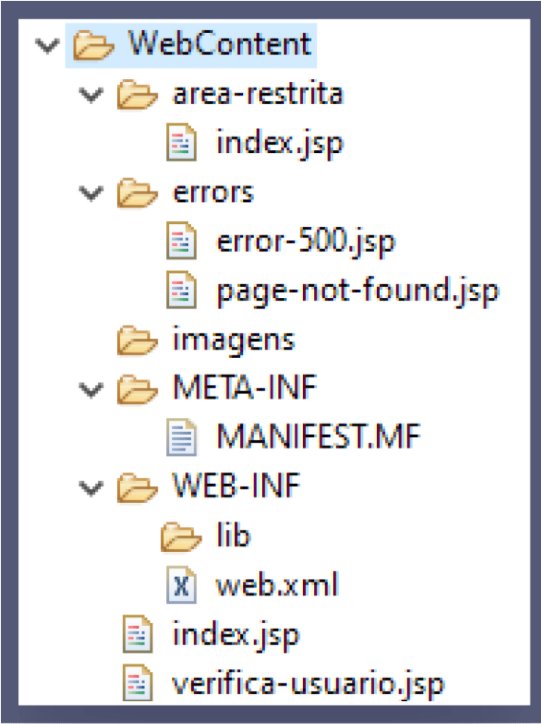 WebContent
area-restrita
index.jsp
errors
error-500.jsp
page-not-found.jsp
imagens
META-INF
MANIFEST.MF
WEB-INF
lib
web.xml
index.jsp
verifica-usuario.jsp